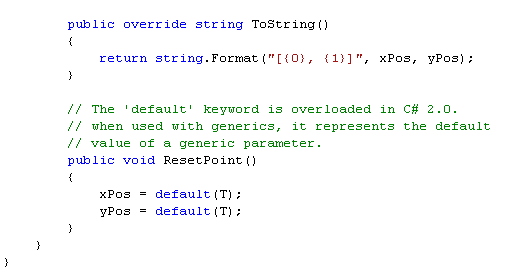 public override string ToString()
{
return string.Format("[{0}, {1}]", xPos, yPos);
}
// The 'default' keyword is overloaded in C# 2.0.
// when used with generics, it represents the default
// value of a generic parameter.
public void ResetPoint()
{
xPos = default(T);
yPos = default(T);
}
}
}